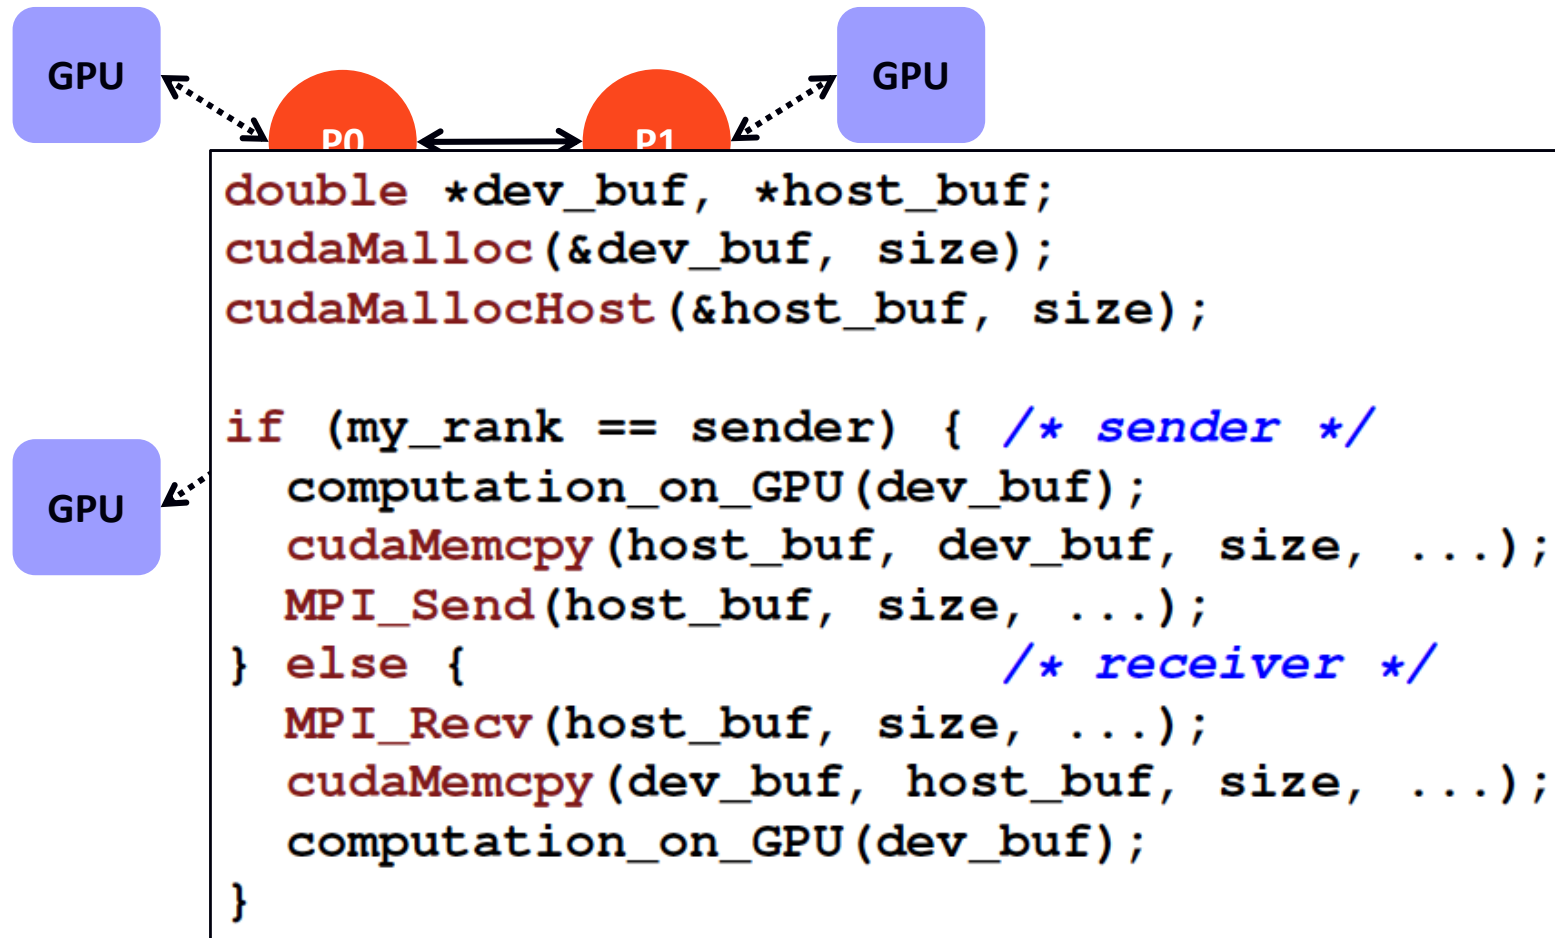 GPU
GPU
P0
P1
double *dev_buf, *host_buf;
cudaMalloc(&dev_buf, size);
cudaMallocHost(&host_buf, size);
if (my_rank == sender) { /* sender */
GPU
  computation_on_GPU(dev_buf);
  cudaMemcpy(host_buf, dev_buf, size, ...);
  MPI_Send(host_buf, size, ...);
} else {                 /* receiver */
  MPI_Recv(host_buf, size, ...);
  cudaMemcpy(dev_buf, host_buf, size, ...);
  computation_on_GPU(dev_buf);
}